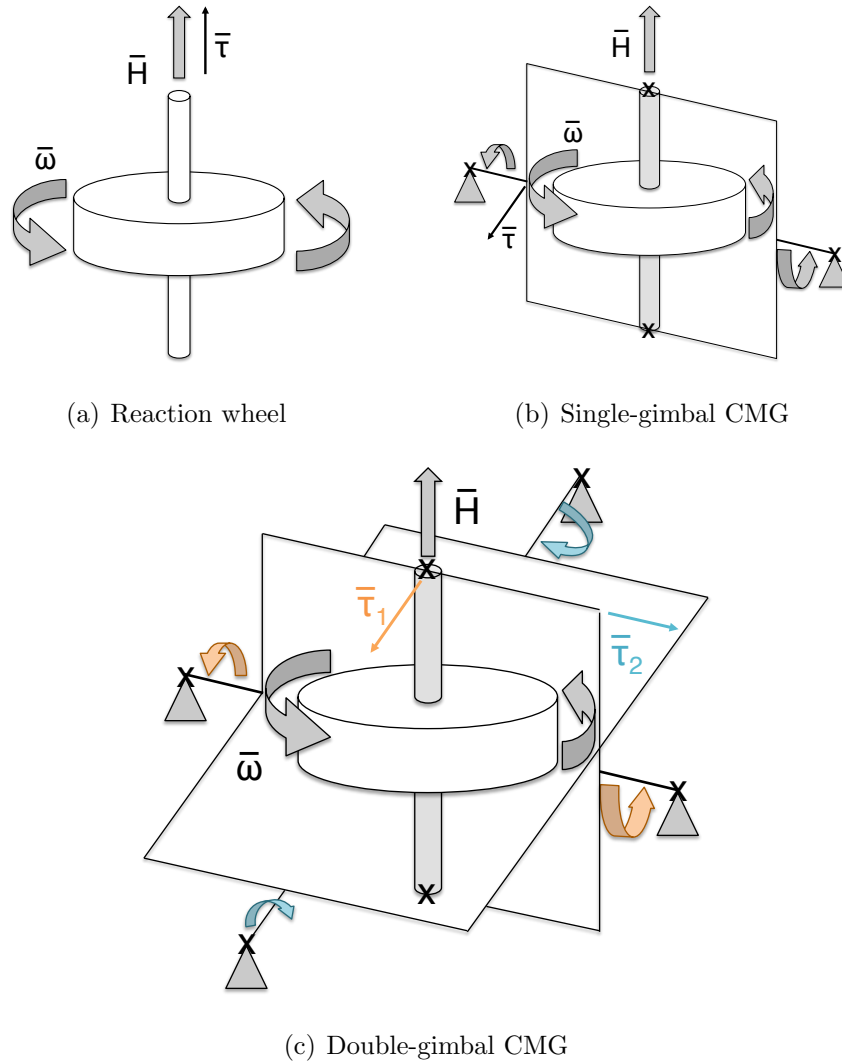 H̄ τ̄
ω̄
(a) Reaction wheel
H̄
ω̄
τ̄
(b) Single-gimbal CMG
H̄
τ̄₁
τ̄₂
ω̄
(c) Double-gimbal CMG